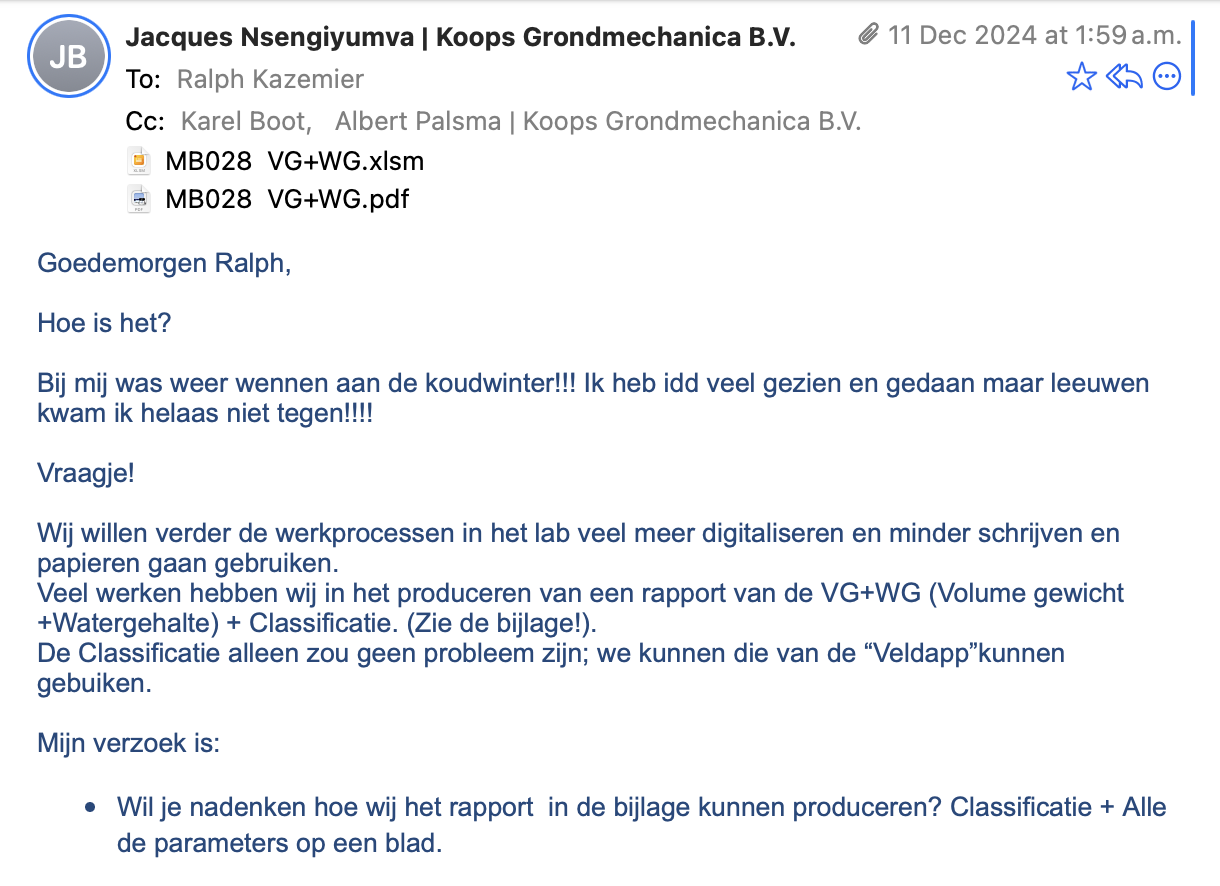 JB
Jacques Nsengiyumva | Koops Grondmechanica B.V.
11 Dec 2024 at 1:59 a.m.
To: Ralph Kazemier
Cc: Karel Boot, Albert Palsma | Koops Grondmechanica B.V.
MB028  VG+WG.xlsm
MB028  VG+WG.pdf
Goedemorgen Ralph,
Hoe is het?
Bij mij was weer wennen aan de koudwinter!!! Ik heb idd veel gezien en gedaan maar leeuwen
kwam ik helaas niet tegen!!!!
Vraagje!
Wij willen verder de werkprocessen in het lab veel meer digitaliseren en minder schrijven en
papieren gaan gebruiken.
Veel werken hebben wij in het produceren van een rapport van de VG+WG (Volume gewicht
+Watergehalte) + Classificatie. (Zie de bijlage!).
De Classificatie alleen zou geen probleem zijn; we kunnen die van de “Veldapp”kunnen
gebuiken.
Mijn verzoek is:
• Wil je nadenken hoe wij het rapport  in de bijlage kunnen produceren? Classificatie + Alle
de parameters op een blad.